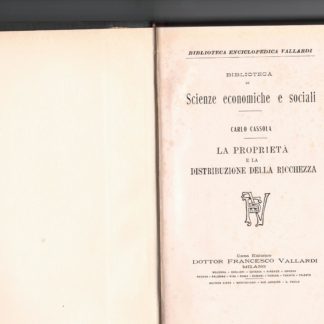 BIBLIOTECA ENCICLOPEDICA VALLARDI
BIBLIOTECA
DI
Scienze economiche e sociali
CARLO CASSOLA
LA PROPRIETÀ
E LA
DISTRIBUZIONE DELLA RICCHEZZA
Casa Editrice
DOTTOR FRANCESCO VALLARDI
MILANO